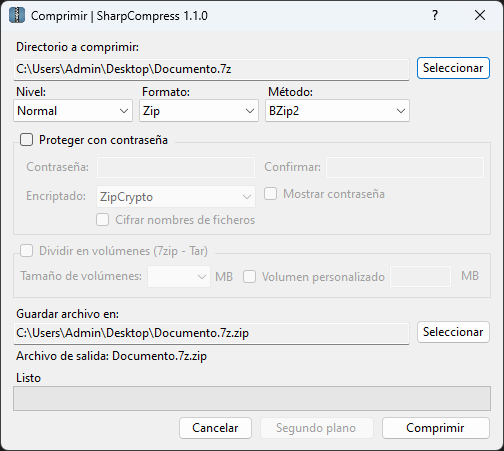 Comprimir | SharpCompress 1.1.0
Directorio a comprimir:
C:\Users\Admin\Desktop\Documento.7z
Seleccionar
Nivel: Formato: Método:
Normal Zip BZip2
Proteger con contraseña
Contraseña: Confirmar:
Encriptado: ZipCrypto Mostrar contraseña
Cifrar nombres de ficheros
Dividir en volúmenes (7zip - Tar)
Tamaño de volúmenes: MB Volumen personalizado MB
Guardar archivo en:
C:\Users\Admin\Desktop\Documento.7z.zip
Seleccionar
Archivo de salida: Documento.7z.zip
Listo
Cancelar Segundo plano Comprimir